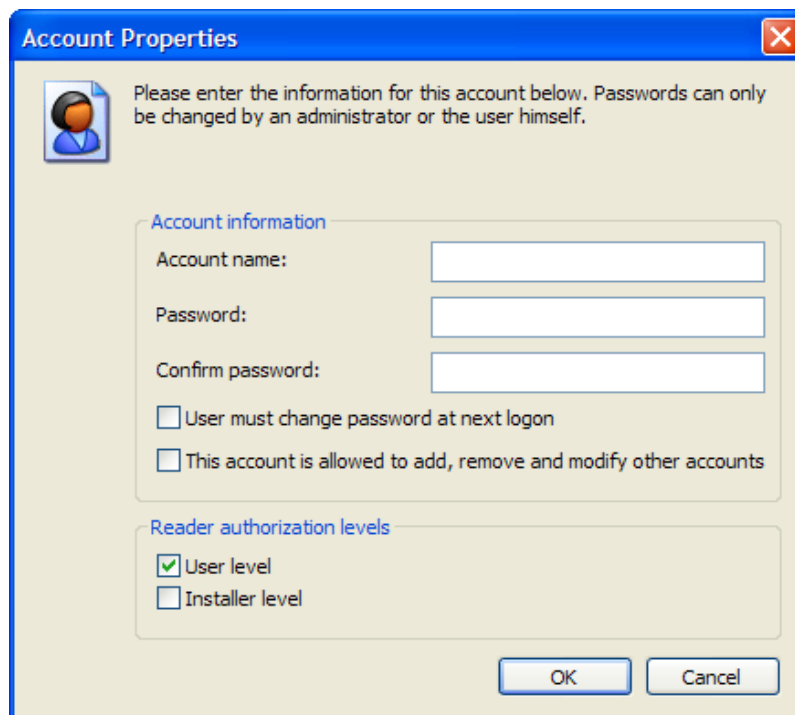 Account Properties
Please enter the information for this account below. Passwords can only
be changed by an administrator or the user himself.
Account information
Account name:
Password:
Confirm password:
User must change password at next logon
This account is allowed to add, remove and modify other accounts
Reader authorization levels
User level
Installer level
OK
Cancel